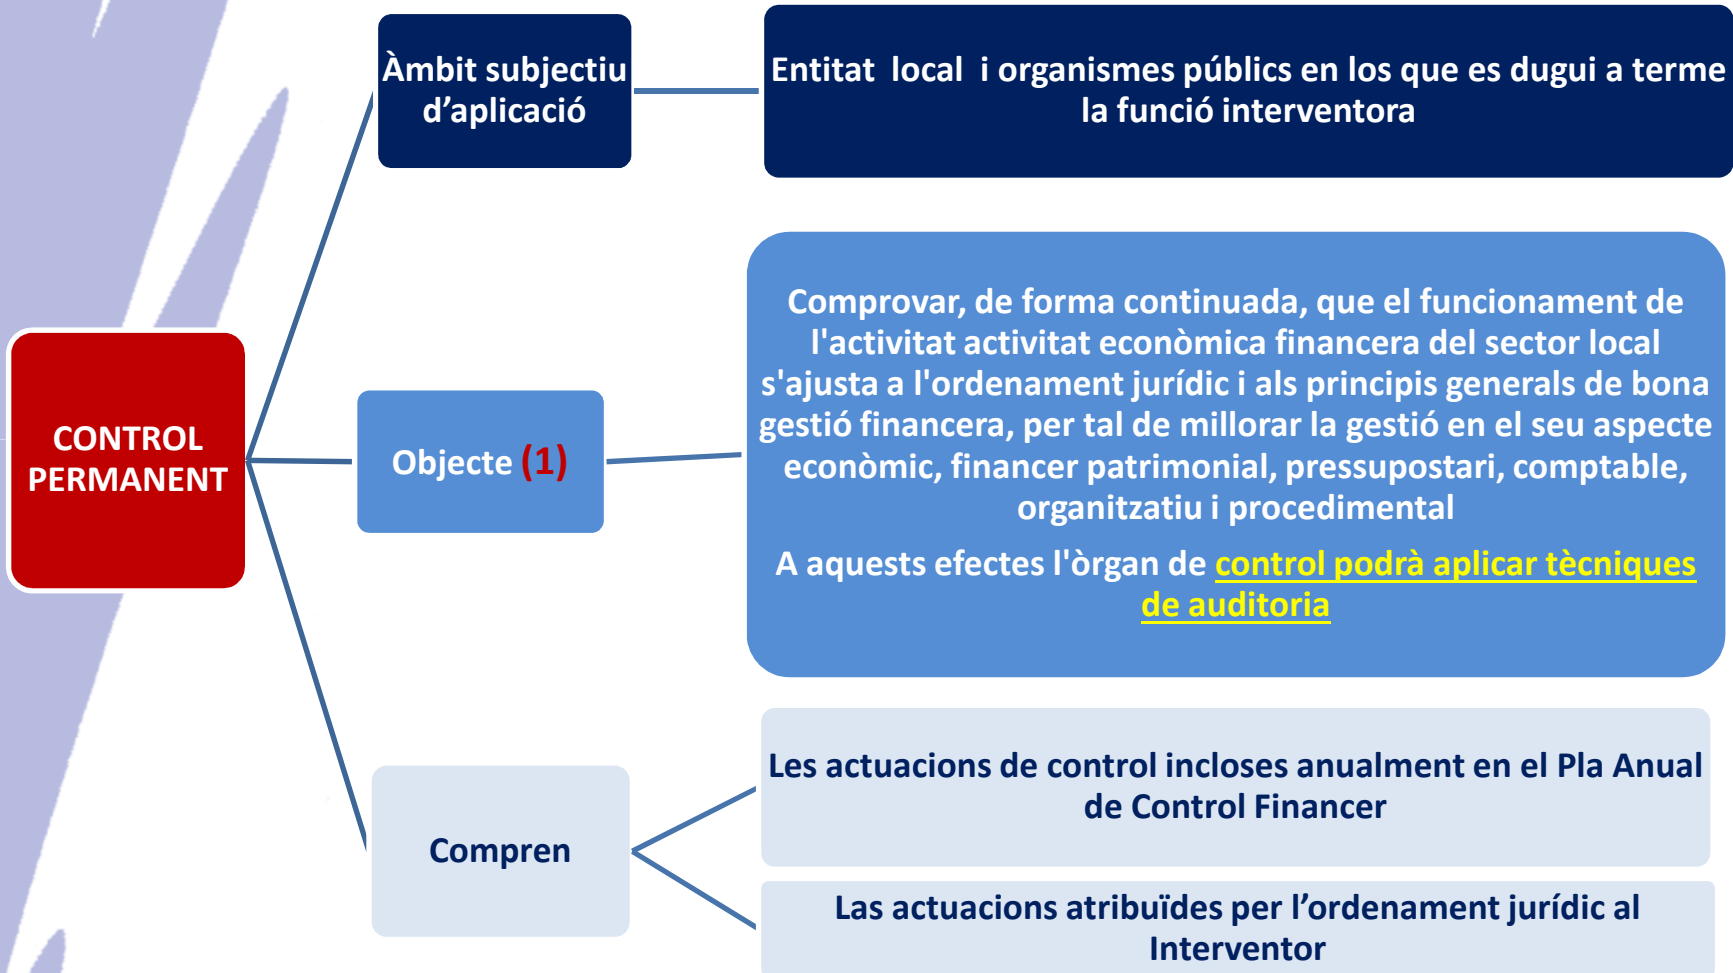 Àmbit subjectiu
d’aplicació
Entitat  local  i organismes públics en los que es dugui a terme
la funció interventora
CONTROL
PERMANENT
Objecte (1)
Comprovar, de forma continuada, que el funcionament de
l'activitat activitat econòmica financera del sector local
s'ajusta a l'ordenament jurídic i als principis generals de bona
gestió financera, per tal de millorar la gestió en el seu aspecte
econòmic, financer patrimonial, pressupostari, comptable,
organitzatiu i procedimental
A aquests efectes l'òrgan de control podrà aplicar tècniques
de auditoria
Compren
Les actuacions de control incloses anualment en el Pla Anual
de Control Financer
Las actuacions atribuïdes per l’ordenament jurídic al
Interventor